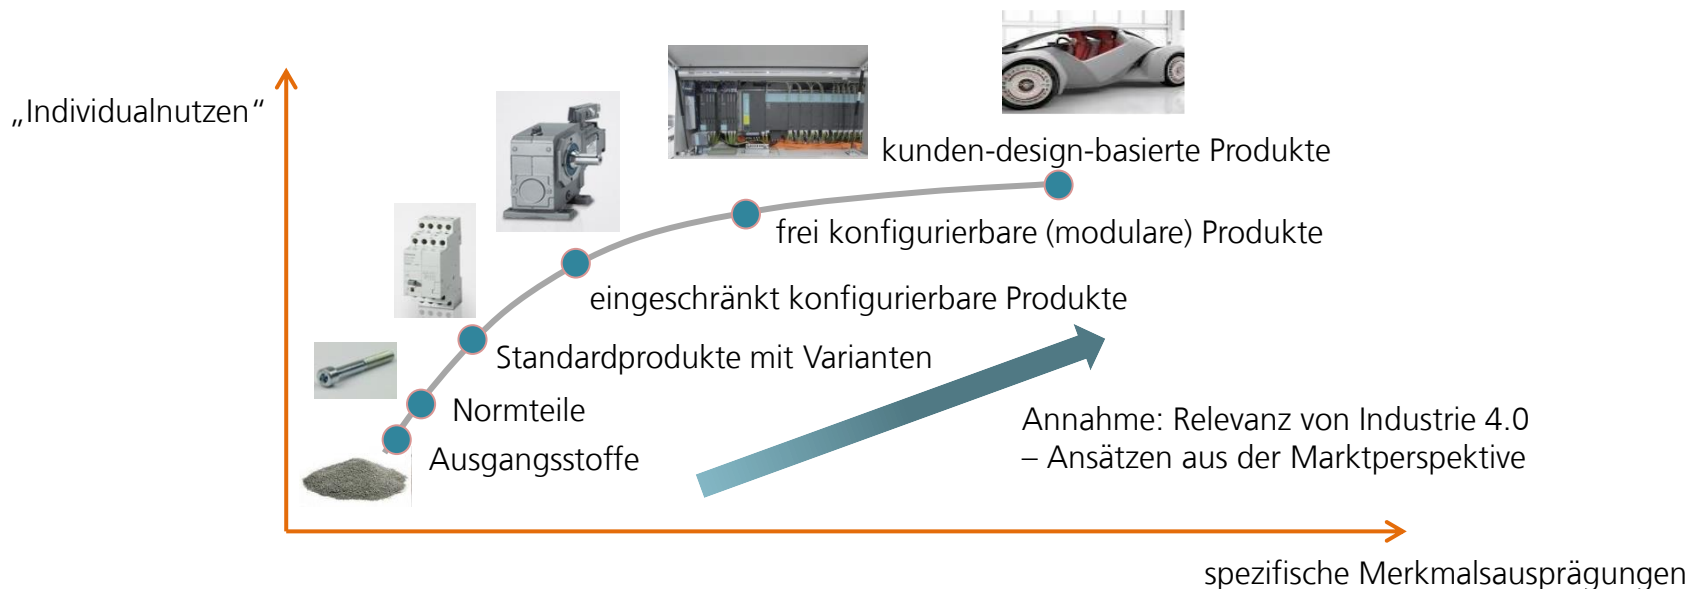 „Individualnutzen“
kunden-design-basierte Produkte
frei konfigurierbare (modulare) Produkte
eingeschränkt konfigurierbare Produkte
Standardprodukte mit Varianten
Normteile
Ausgangsstoffe
Annahme: Relevanz von Industrie 4.0
– Ansätzen aus der Marktperspektive
spezifische Merkmalsausprägungen